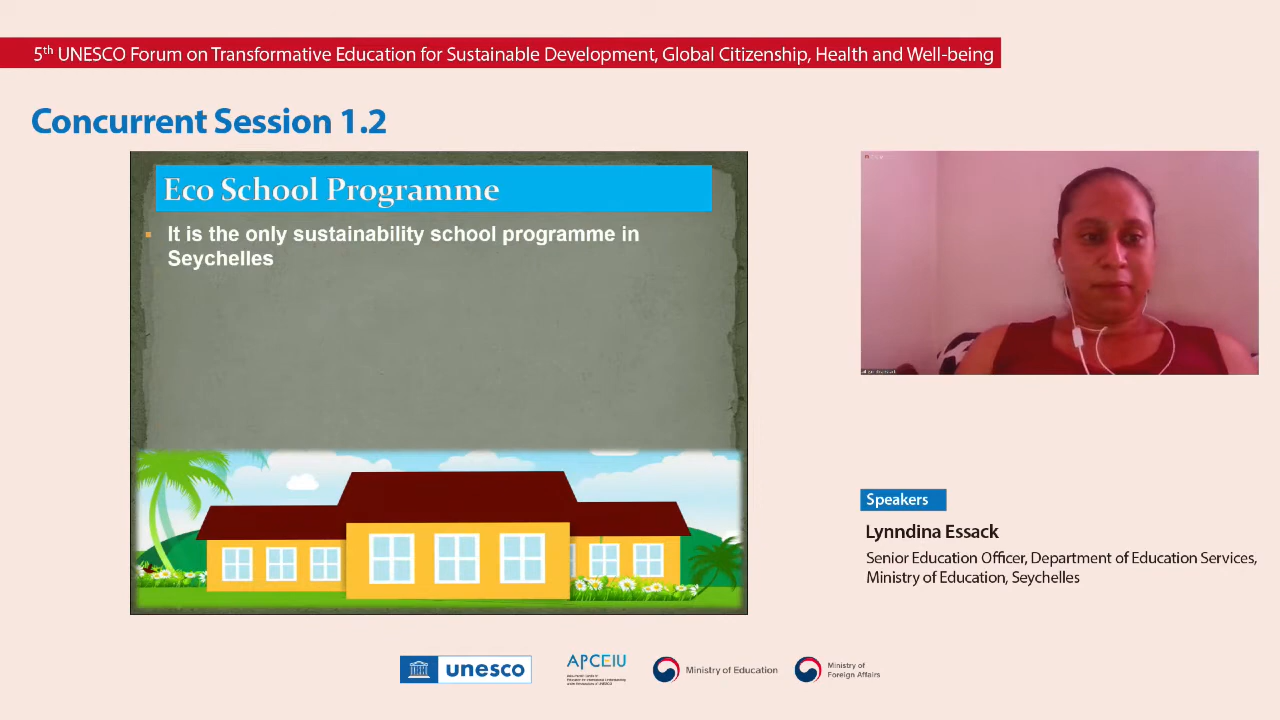 5th UNESCO Forum on Transformative Education for Sustainable Development, Global Citizenship, Health and Well-being
Concurrent Session 1.2
Eco School Programme
It is the only sustainability school programme in
Seychelles
Speakers
Lynndina Essack
Senior Education Officer, Department of Education Services,
Ministry of Education, Seychelles
unesco
APCEIU
Ministry of Education
Ministry of
Foreign Affairs